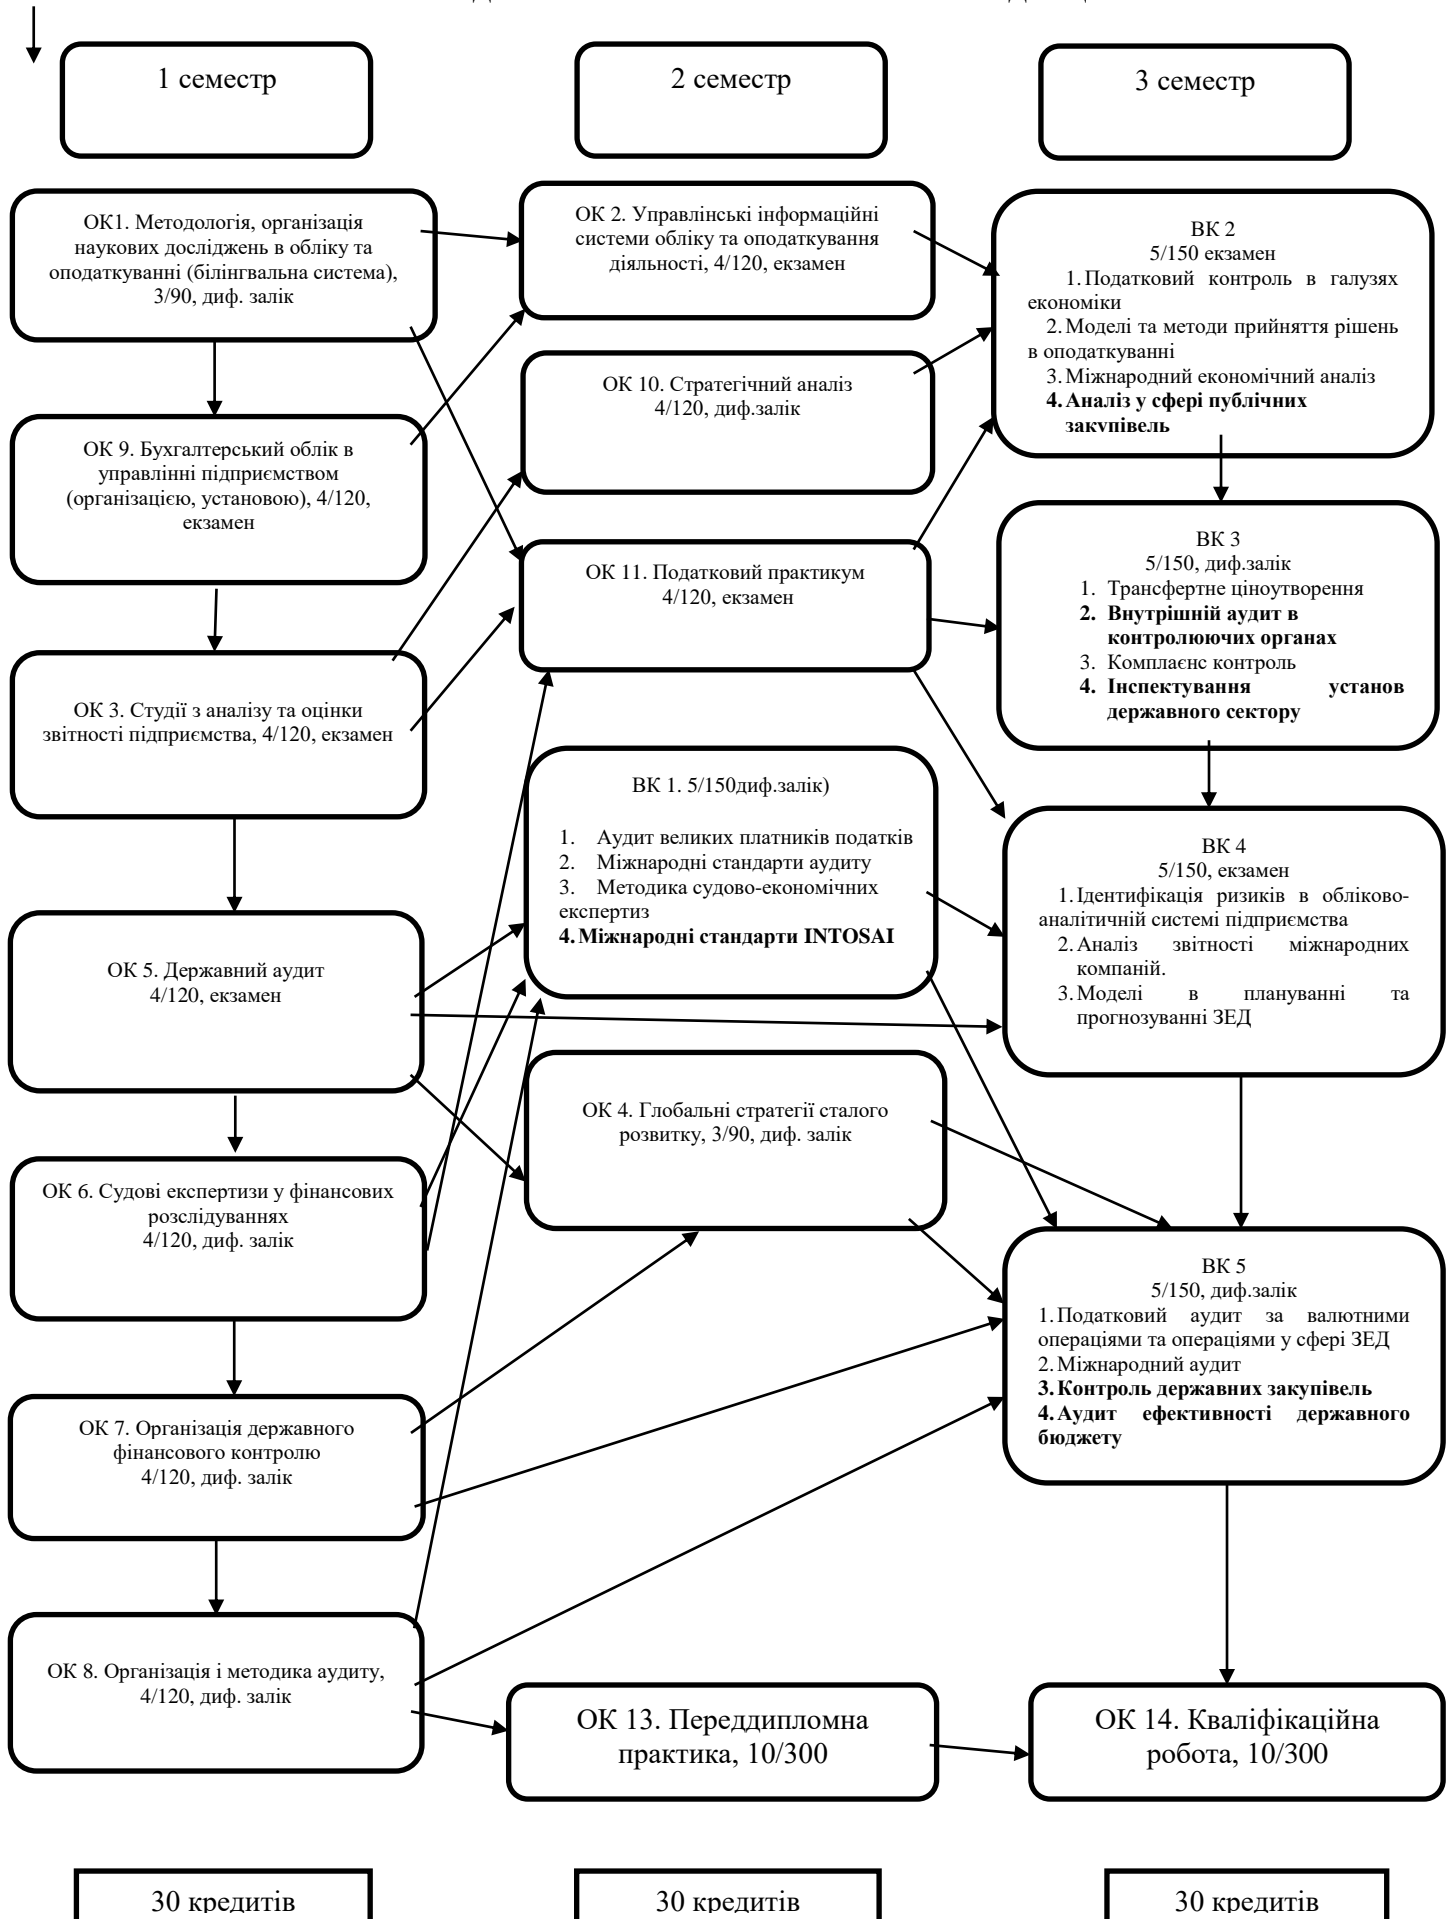 1 семестр
2 семестр
3 семестр
ОК1. Методологія, організація
наукових досліджень в обліку та
оподаткуванні (білінгвальна система),
3/90, диф. залік
ОК 9. Бухгалтерський облік в
управлінні підприємством
(організацією, установою), 4/120,
екзамен
ОК 3. Студії з аналізу та оцінки
звітності підприємства, 4/120, екзамен
ОК 5. Державний аудит
4/120, екзамен
ОК 6. Судові експертизи у фінансових
розслідуваннях
4/120, диф. залік
ОК 7. Організація державного
фінансового контролю
4/120, диф. залік
ОК 8. Організація і методика аудиту,
4/120, диф. залік
ОК 2. Управлінські інформаційні
системи обліку та оподаткування
діяльності, 4/120, екзамен
ОК 10. Стратегічний аналіз
4/120, диф.залік
ОК 11. Податковий практикум
4/120, екзамен
ВК 1. 5/150диф.залік)
1. Аудит великих платників податків
2. Міжнародні стандарти аудиту
3. Методика судово-економічних
експертиз
4. Міжнародні стандарти INTOSAI
ОК 4. Глобальні стратегії сталого
розвитку, 3/90, диф. залік
ОК 13. Переддипломна
практика, 10/300
ВК 2
5/150 екзамен
1. Податковий контроль в галузях
економіки
2. Моделі та методи прийняття рішень
в оподаткуванні
3. Міжнародний економічний аналіз
4. Аналіз у сфері публічних
закупівель
ВК 3
5/150, диф.залік
1. Трансфертне ціноутворення
2. Внутрішній аудит в
контролюючих органах
3. Комплаєнс контроль
4. Інспектування установ
державного сектору
ВК 4
5/150, екзамен
1. Ідентифікація ризиків в обліково-
аналітичній системі підприємства
2. Аналіз звітності міжнародних
компаній.
3. Моделі в плануванні та
прогнозуванні ЗЕД
ВК 5
5/150, диф.залік
1. Податковий аудит за валютними
операціями та операціями у сфері ЗЕД
2. Міжнародний аудит
3. Контроль державних закупівель
4. Аудит ефективності державного
бюджету
ОК 14. Кваліфікаційна
робота, 10/300
30 кредитів
30 кредитів
30 кредитів